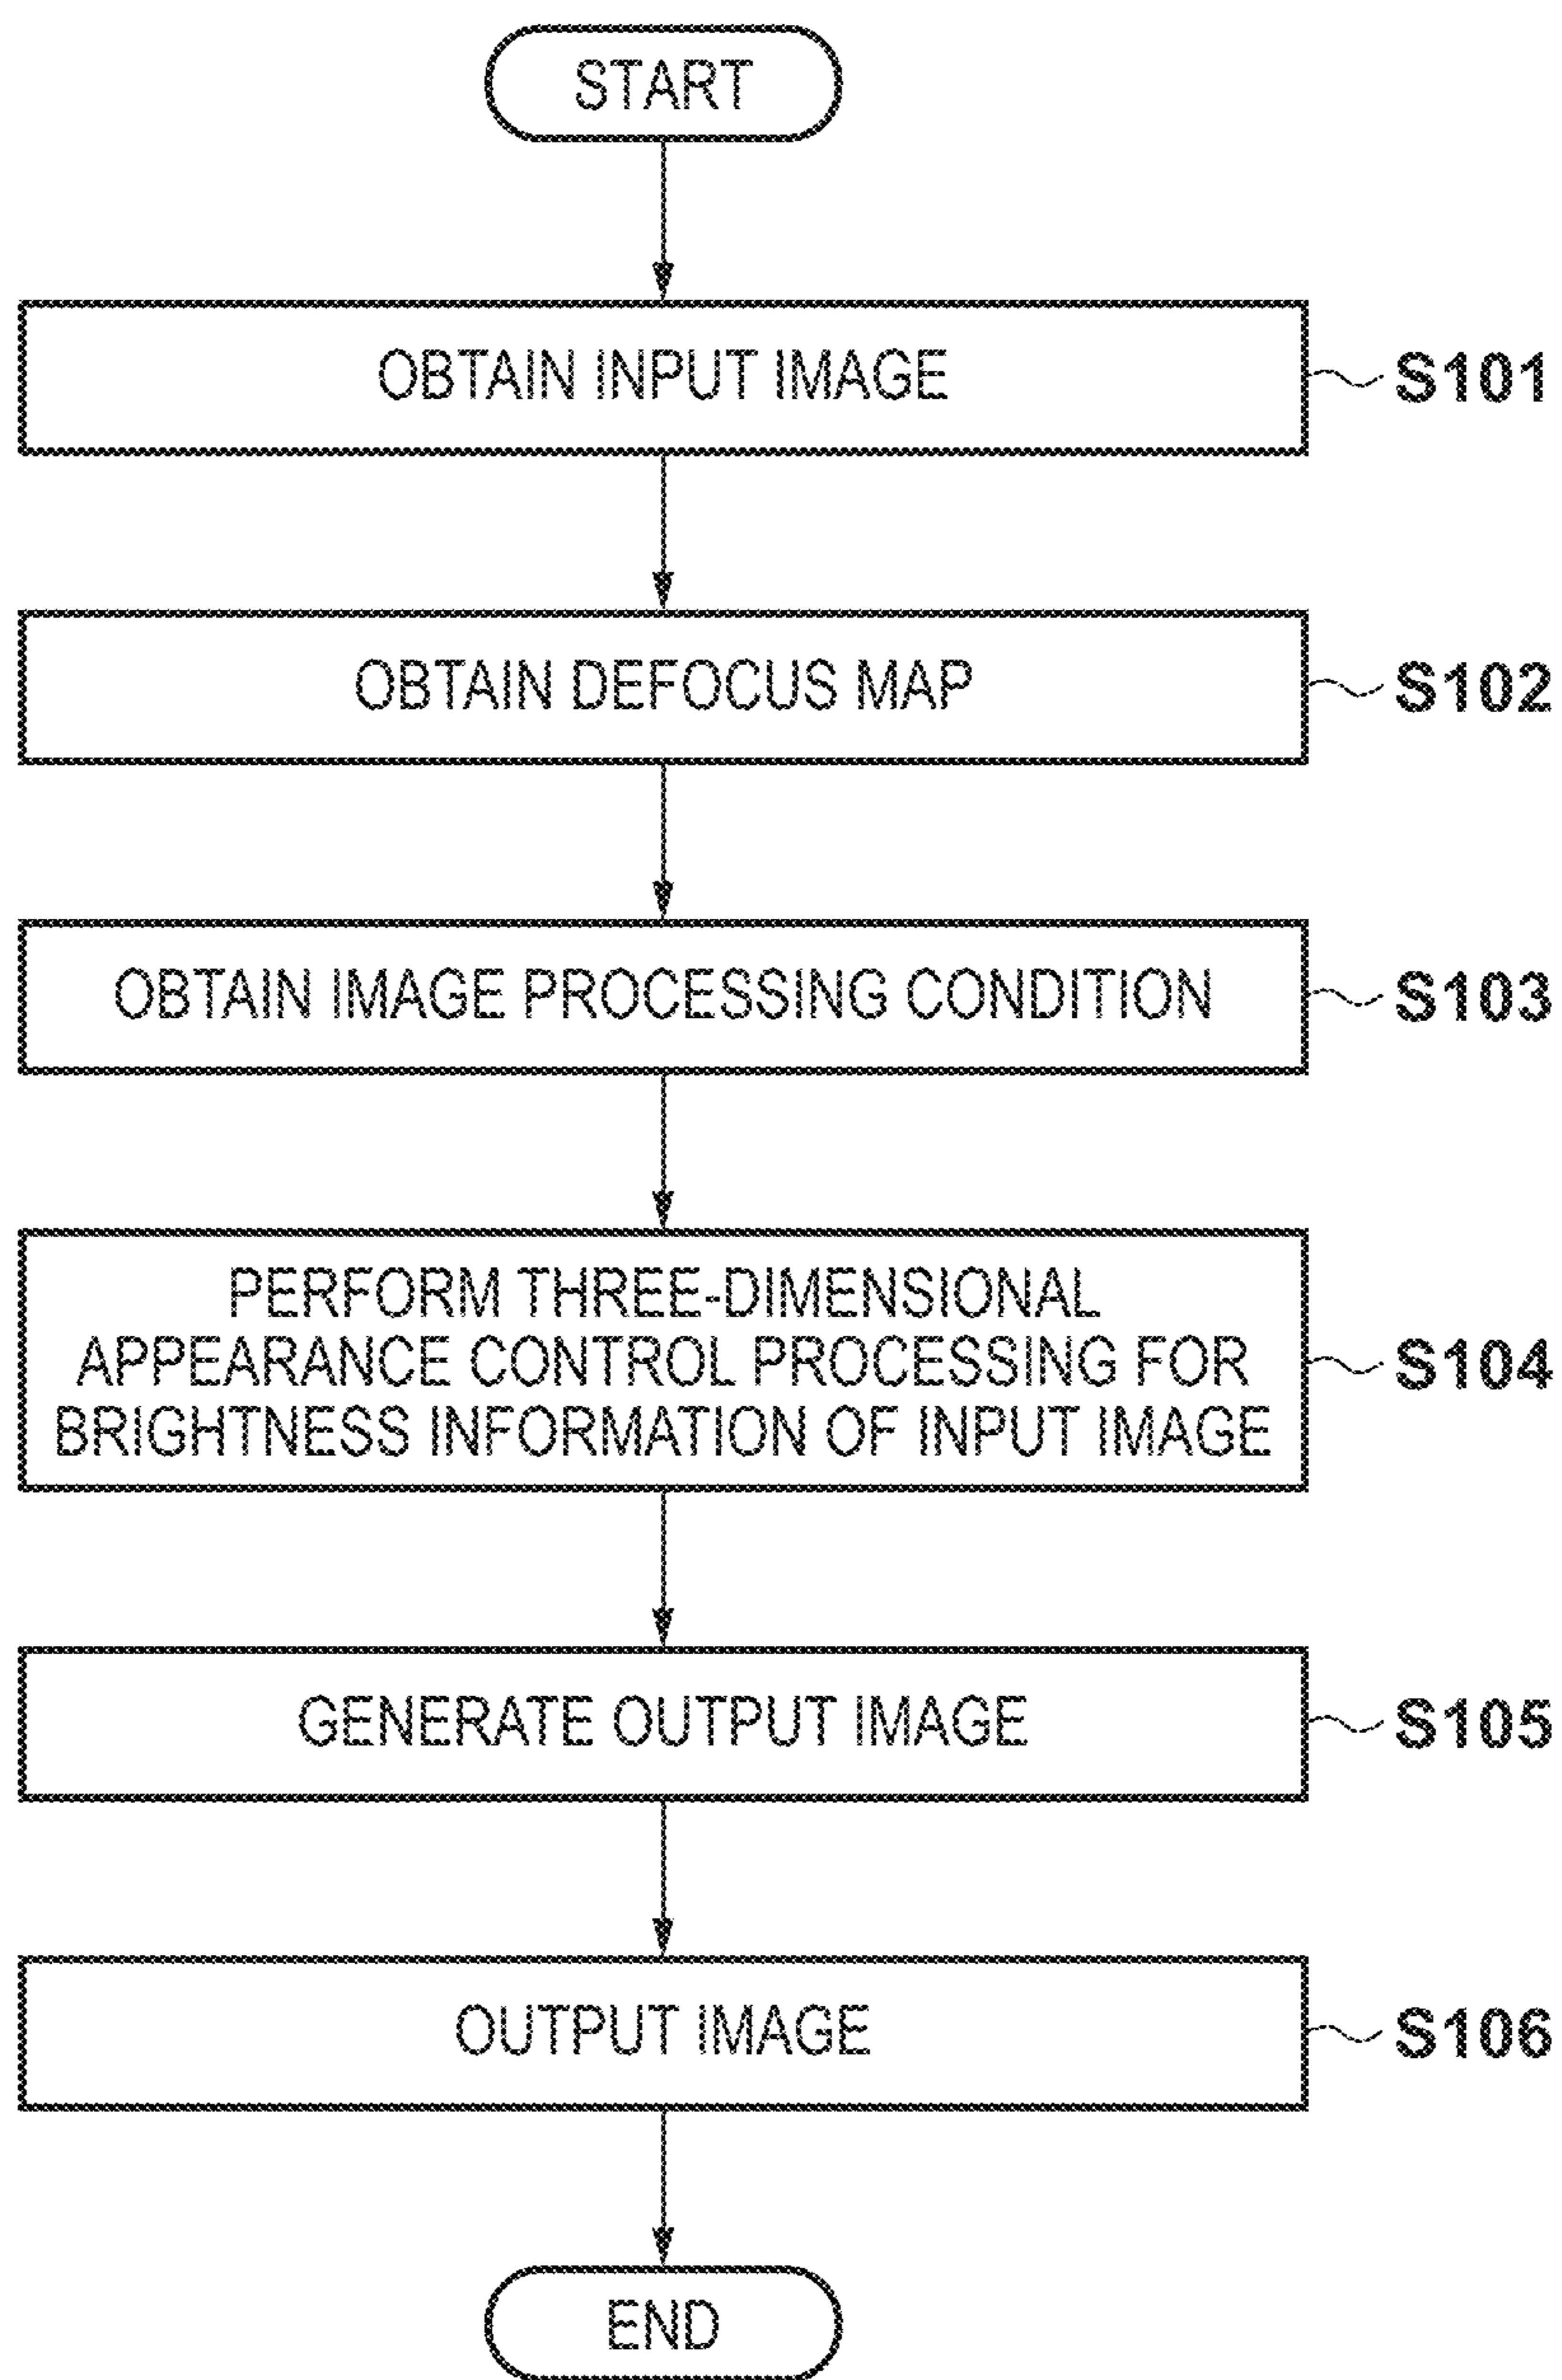 START
OBTAIN INPUT IMAGE
S101
OBTAIN DEFOCUS MAP
S102
OBTAIN IMAGE PROCESSING CONDITION
S103
PERFORM THREE-DIMENSIONAL
APPEARANCE CONTROL PROCESSING FOR
BRIGHTNESS INFORMATION OF INPUT IMAGE
S104
GENERATE OUTPUT IMAGE
S105
OUTPUT IMAGE
S106
END